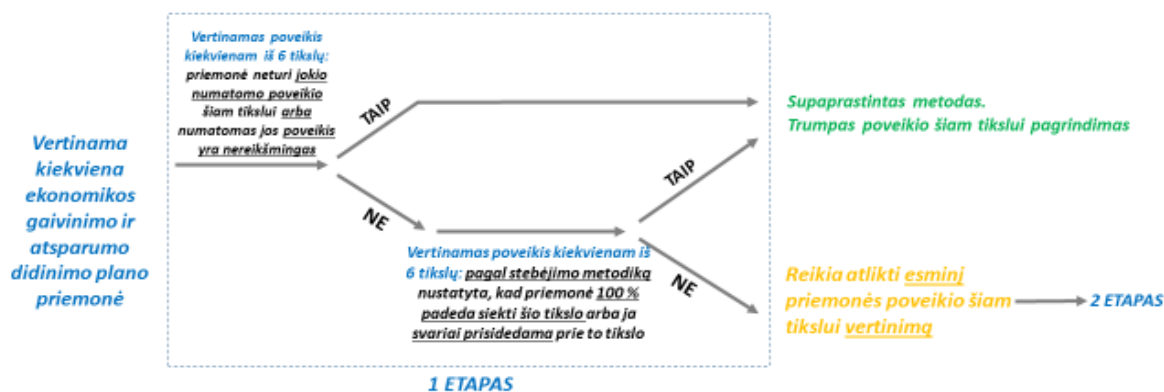 Vertinama
kiekviena
ekonomikos
gaivinimo ir
atsparumo
didinimo plano
priemonė
Vertinamas poveikis
kiekvienam iš 6 tikslų:
priemonė neturi jokio
numatomo poveikio
šiam tikslui arba
numatomas jos poveikis
yra nereikšmingas
TAIP
NE
Vertinamas poveikis kiekvienam iš
6 tikslų: pagal stebėjimo metodiką
nustatyta, kad priemonė 100 %
padeda siekti šio tikslo arba ja
svariai prisidedama prie to tikslo
TAIP
NE
Supaprastintas metodas.
Trumpas poveikio šiam tikslui pagrindimas
Reikia atlikti esminį
priemonės poveikio šiam
tikslui vertinimą
2 ETAPAS
1 ETAPAS